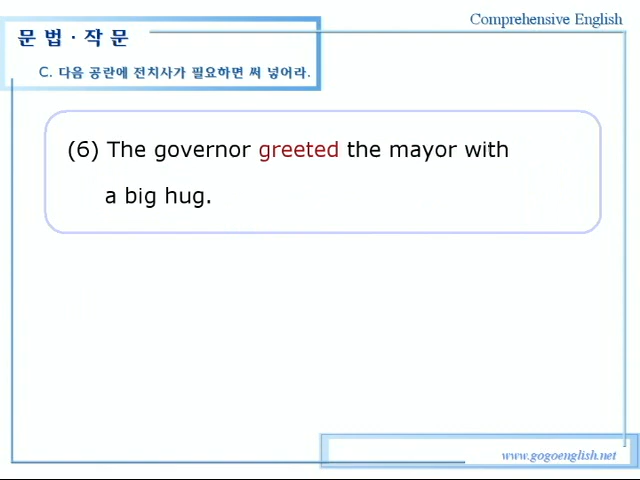 Comprehensive English
문 법 · 작 문
C. 다음 공란에 전치사가 필요하면 써 넣어라.
(6) The governor greeted the mayor with
a big hug.
www.gogoenglish.net